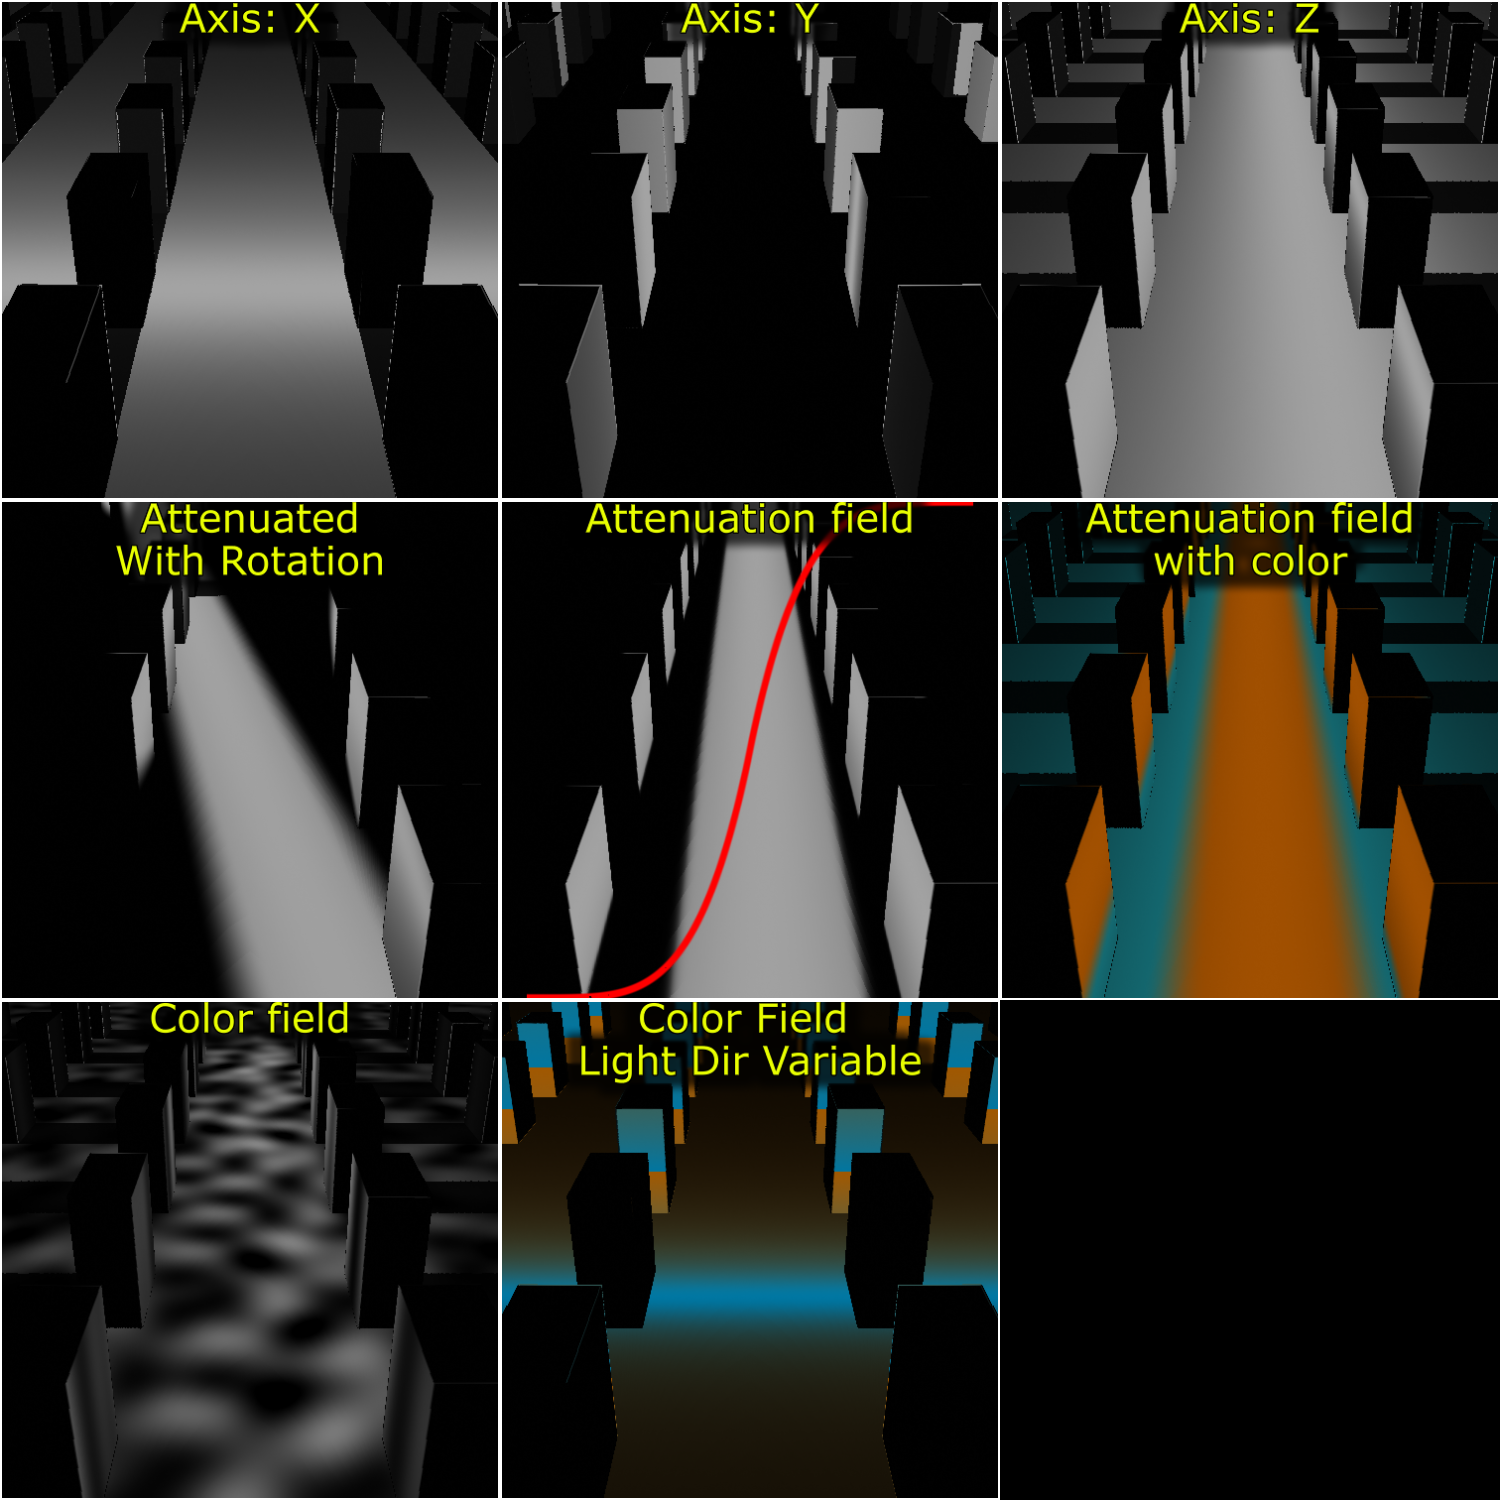 Axis: X
Axis: Y
Axis: Z
Attenuated
With Rotation
Attenuation field
Attenuation field
with color
Color field
Color Field
Light Dir Variable